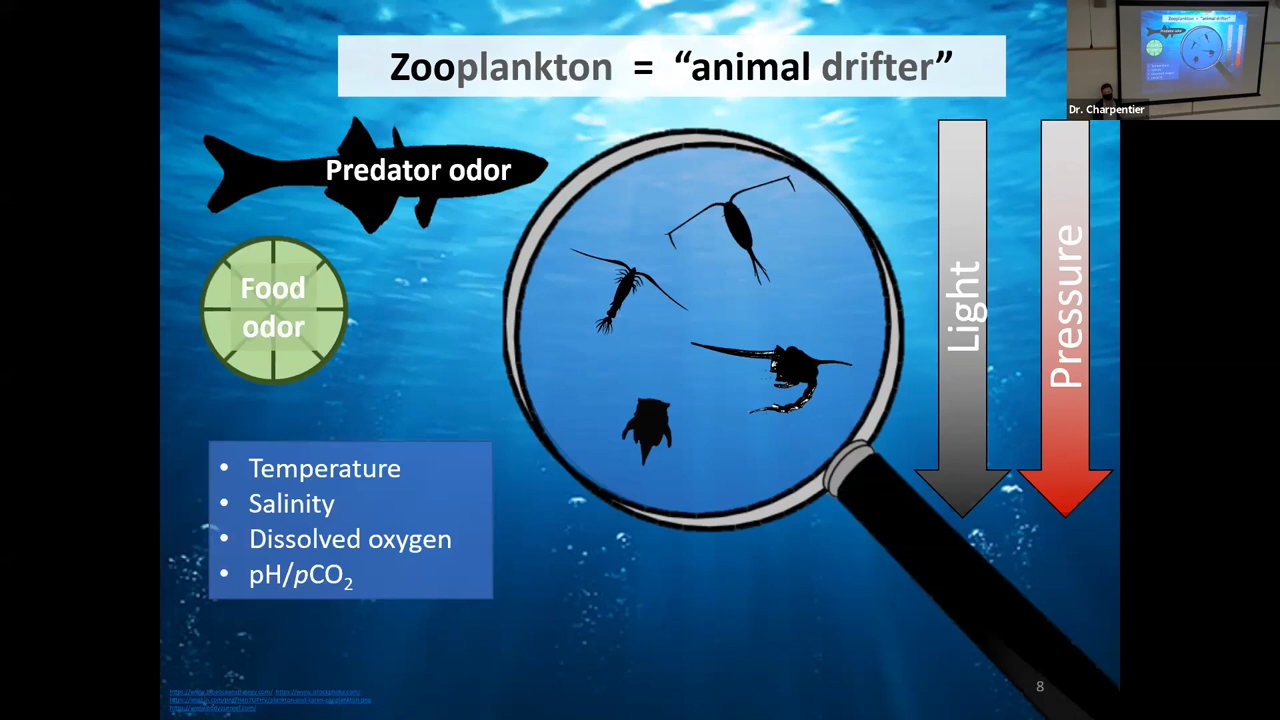 Zooplankton = “animal drifter”
Dr. Charpentier
Predator odor
Food
odor
Light
Pressure
• Temperature
• Salinity
• Dissolved oxygen
• pH/pCO₂
8